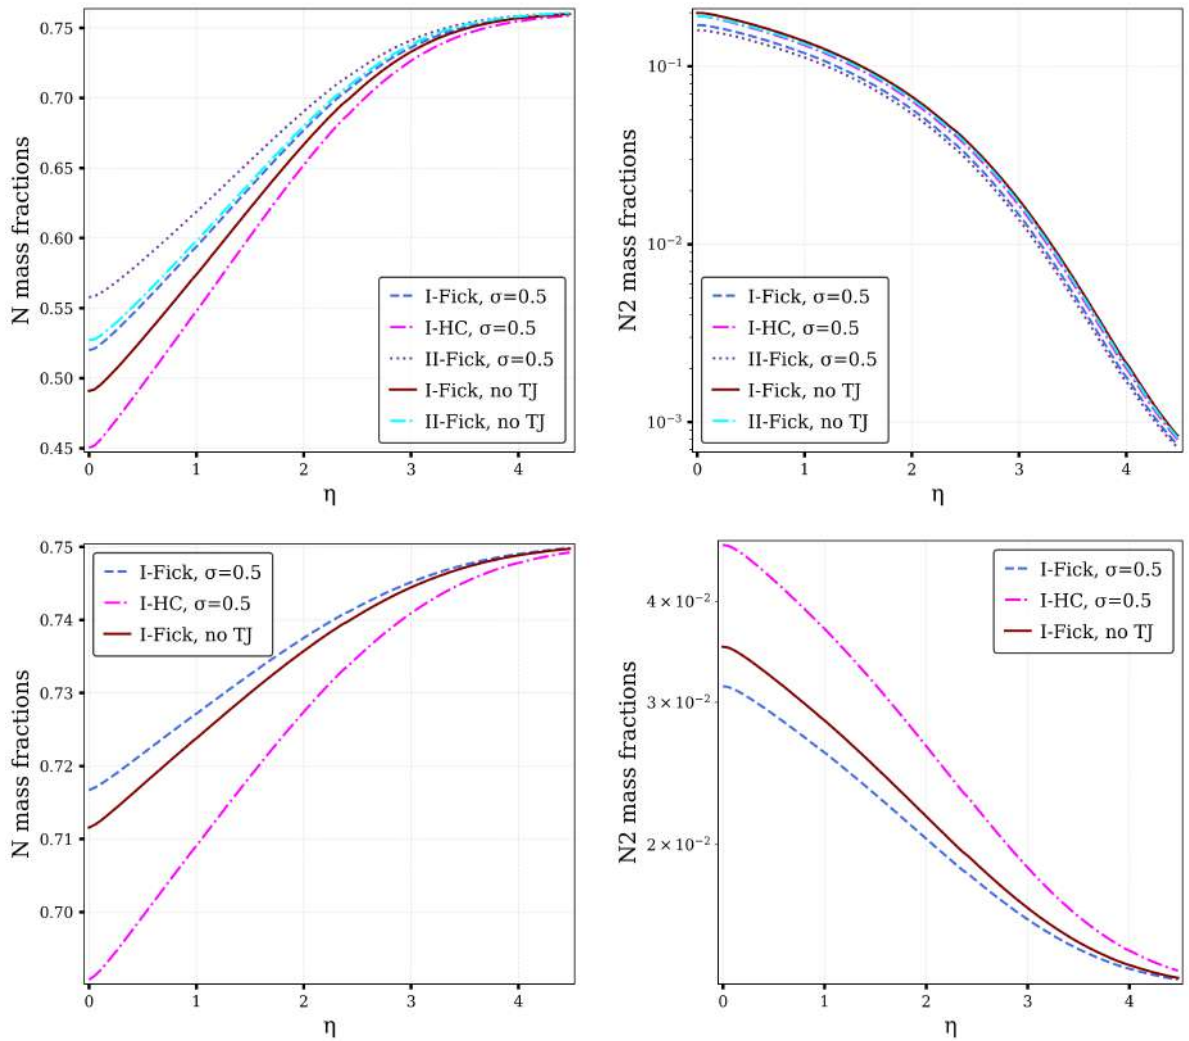 N mass fractions
0.75
0.70
0.65
0.60
0.55
0.50
0.45
I-Fick, σ=0.5
I-HC, σ=0.5
II-Fick, σ=0.5
I-Fick, no TJ
II-Fick, no TJ
0 1 2 3 4
η
N2 mass fractions
10⁻¹
10⁻²
10⁻³
I-Fick, σ=0.5
I-HC, σ=0.5
II-Fick, σ=0.5
I-Fick, no TJ
II-Fick, no TJ
0 1 2 3 4
η
N mass fractions
0.75
0.74
0.73
0.72
0.71
0.70
I-Fick, σ=0.5
I-HC, σ=0.5
I-Fick, no TJ
0 1 2 3 4
η
N2 mass fractions
4 × 10⁻²
3 × 10⁻²
2 × 10⁻²
I-Fick, σ=0.5
I-HC, σ=0.5
I-Fick, no TJ
0 1 2 3 4
η